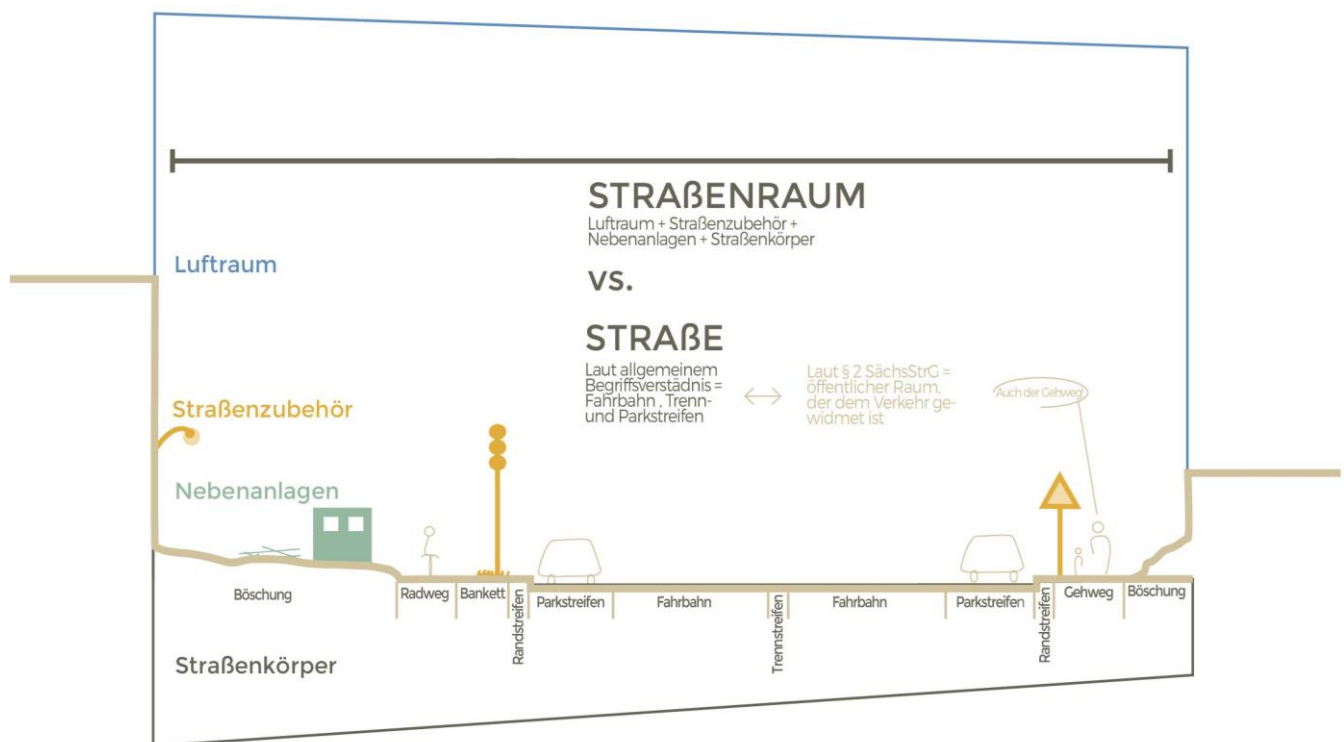 STRAßENRAUM
Luftraum + Straßenzubehör +
Nebenanlagen + Straßenkörper
Luftraum
vs.
STRAßE
Laut allgemeinem
Begriffsverstädnis =
Fahrbahn , Trenn-
und Parkstreifen
Laut § 2 SächsStrG =
öffentlicher Raum,
der dem Verkehr ge-
widmet ist
Auch der Gehweg!
Straßenzubehör
Nebenanlagen
Böschung
Radweg
Bankett
Randstreifen
Parkstreifen
Fahrbahn
Trennstreifen
Fahrbahn
Parkstreifen
Randstreifen
Gehweg
Böschung
Straßenkörper